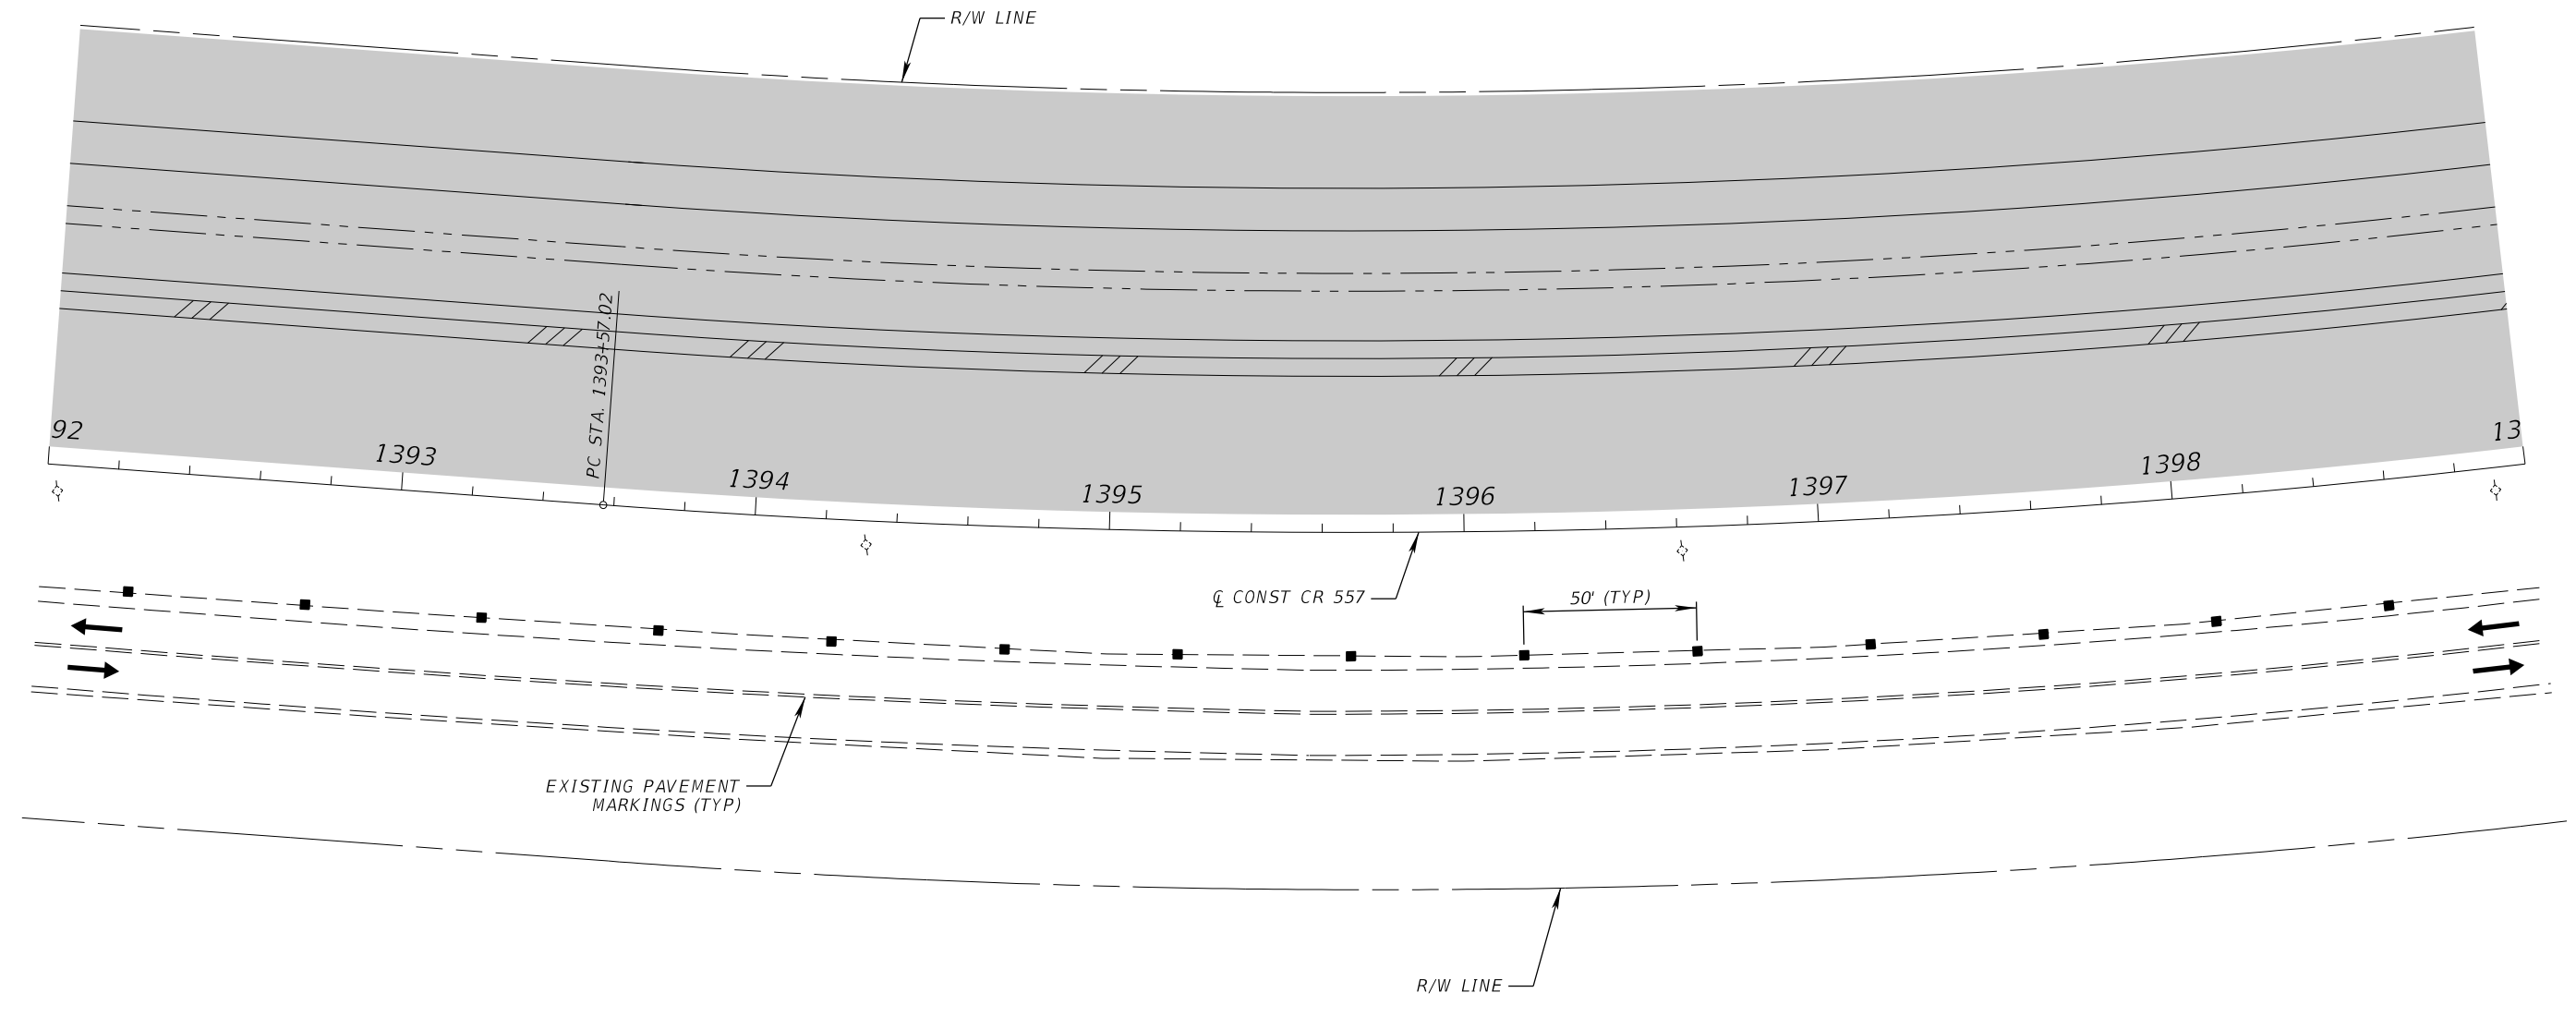 R/W LINE
PC STA. 1393+57.02
92
1393
1394
1395
1396
1397
1398
13
℄ CONST CR 557
50' (TYP)
EXISTING PAVEMENT
MARKINGS (TYP)
R/W LINE